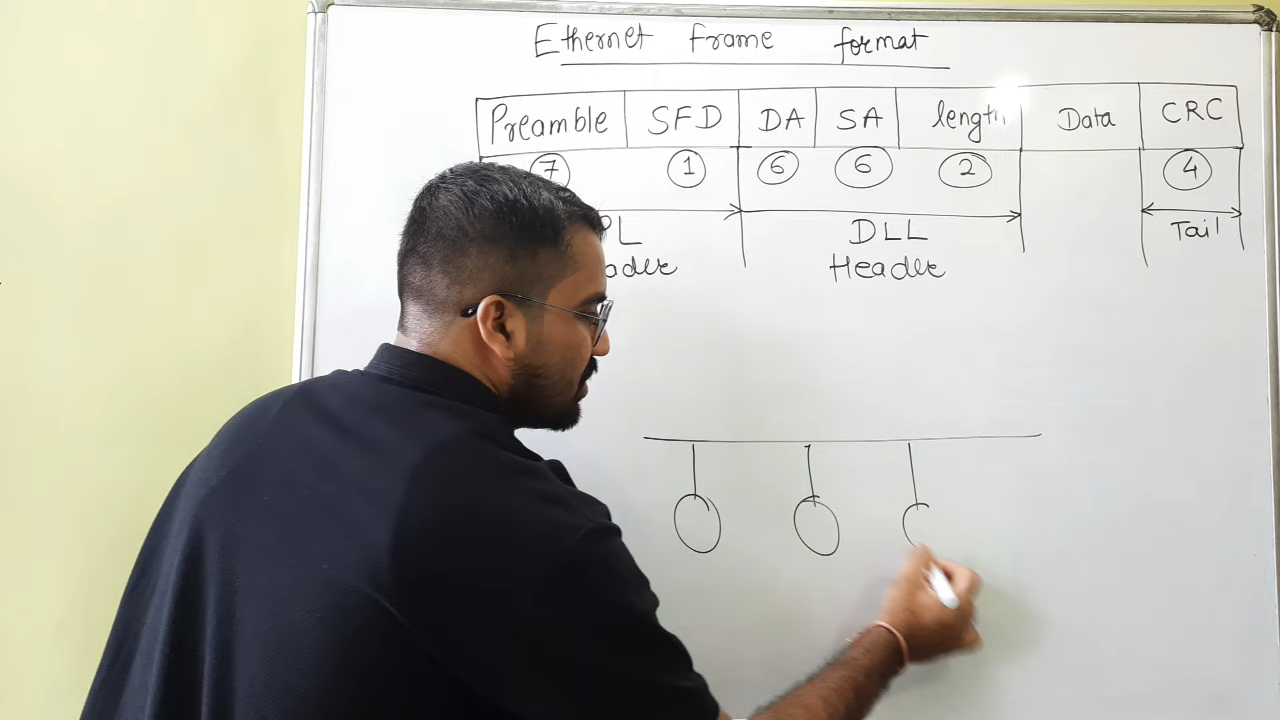 Ethernet Frame format
Preamble SFD DA SA length Data CRC
7 1 6 6 2 4
PL DLL Tail
ader Header